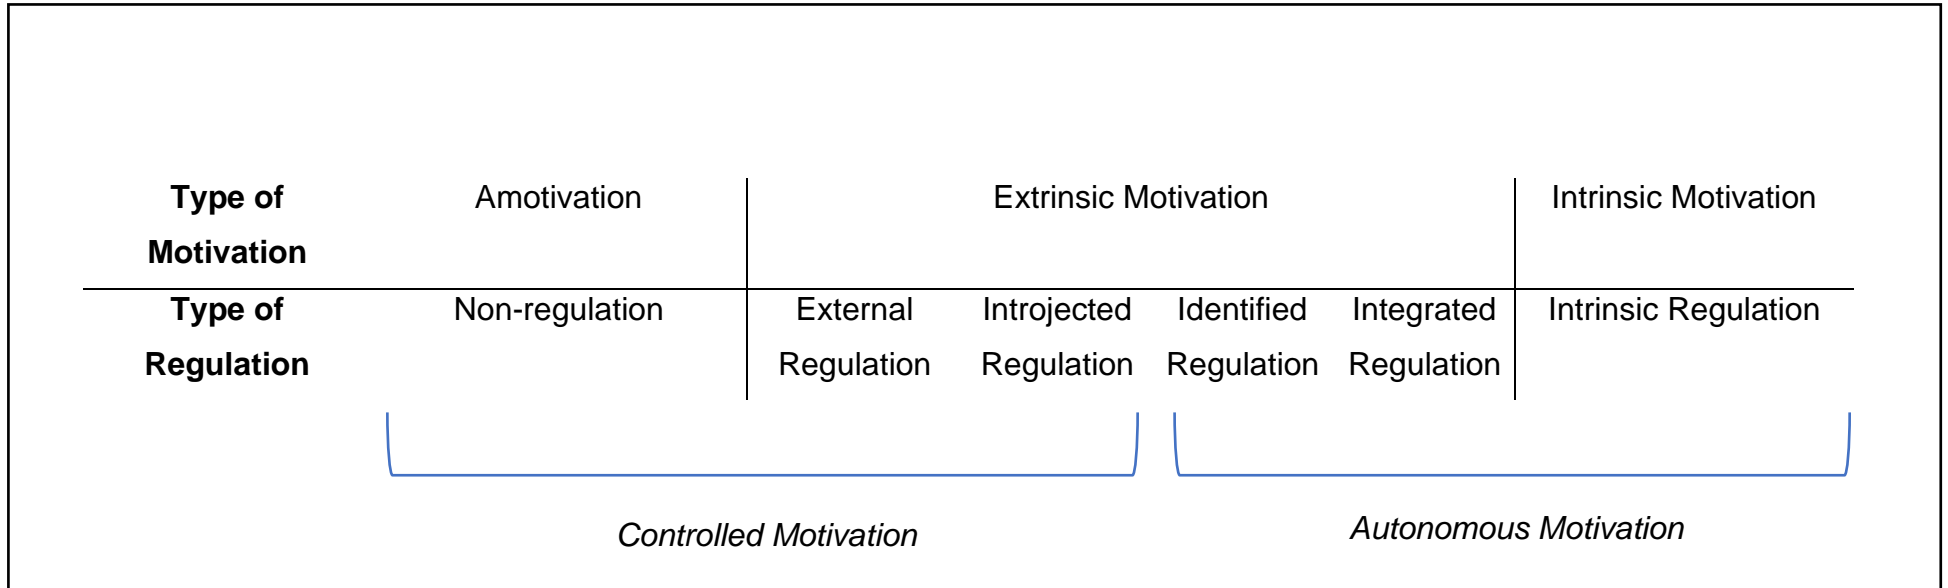 Type of Motivation Amotivation Extrinsic Motivation Intrinsic Motivation
Type of Regulation Non-regulation External Regulation Introjected Regulation Identified Regulation Integrated Regulation Intrinsic Regulation
Controlled Motivation Autonomous Motivation